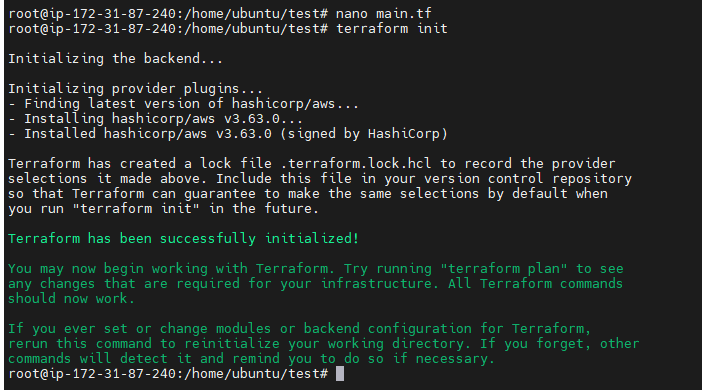 root@ip-172-31-87-240:/home/ubuntu/test# nano main.tf
root@ip-172-31-87-240:/home/ubuntu/test# terraform init
Initializing the backend...
Initializing provider plugins...
- Finding latest version of hashicorp/aws...
- Installing hashicorp/aws v3.63.0...
- Installed hashicorp/aws v3.63.0 (signed by HashiCorp)
Terraform has created a lock file .terraform.lock.hcl to record the provider
selections it made above. Include this file in your version control repository
so that Terraform can guarantee to make the same selections by default when
you run "terraform init" in the future.
Terraform has been successfully initialized!
You may now begin working with Terraform. Try running "terraform plan" to see
any changes that are required for your infrastructure. All Terraform commands
should now work.
If you ever set or change modules or backend configuration for Terraform,
rerun this command to reinitialize your working directory. If you forget, other
commands will detect it and remind you to do so if necessary.
root@ip-172-31-87-240:/home/ubuntu/test#